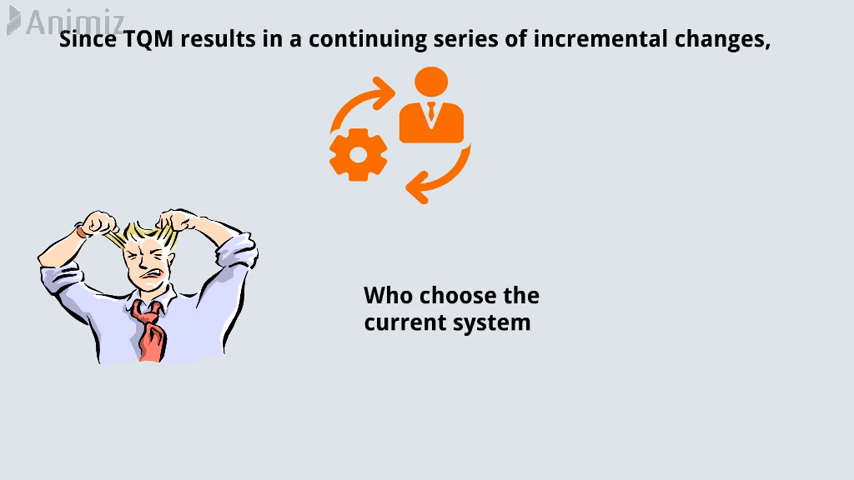 Animiz
Since TQM results in a continuing series of incremental changes,
Who choose the
current system